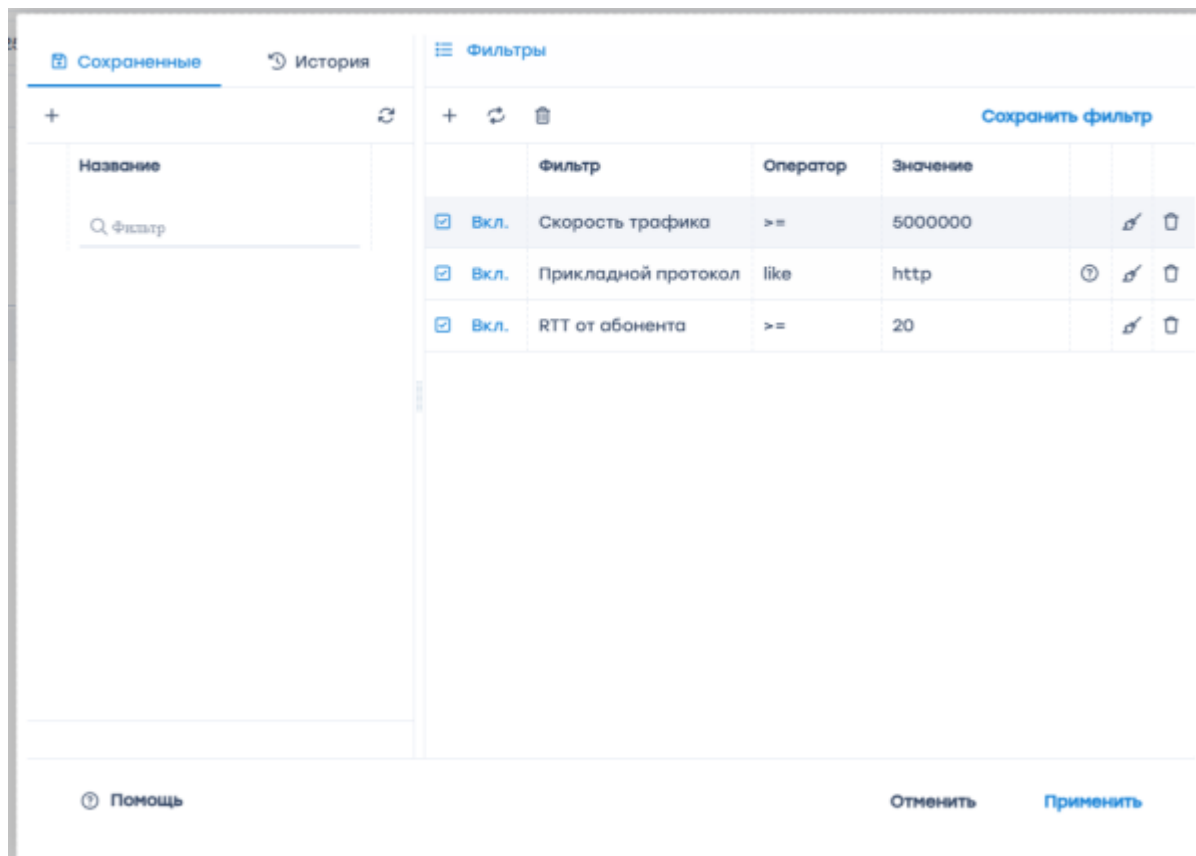 Сохраненные
История
Фильтры
Сохранить фильтр
Название
Фильтр
Фильтр Оператор Значение
Вкл. Скорость трафика >= 5000000
Вкл. Прикладной протокол like http
Вкл. RTT от абонента >= 20
Помощь
Отменить
Применить